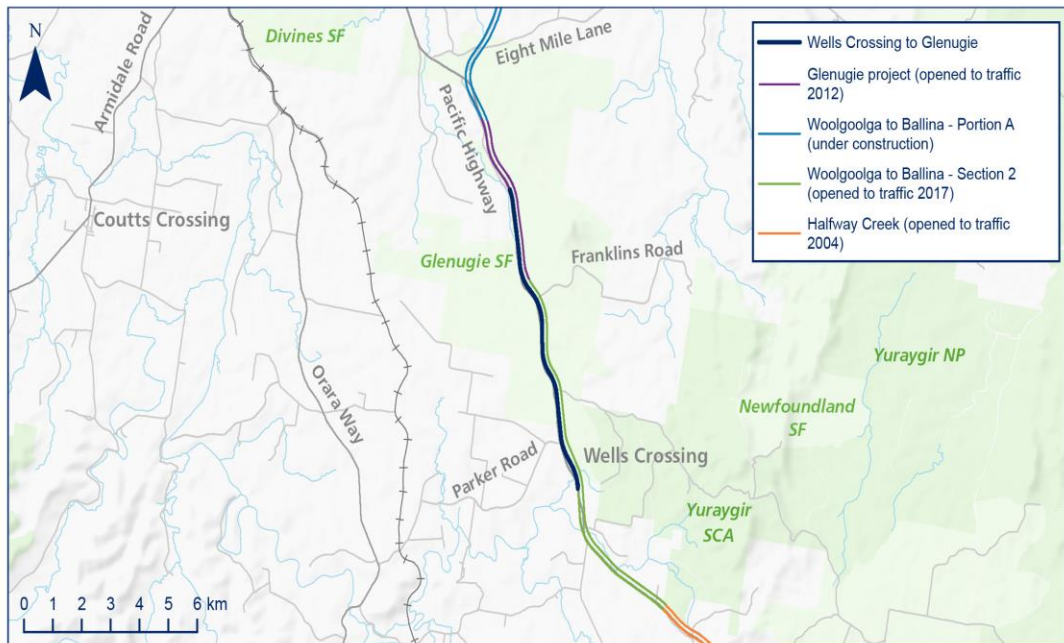 N
Divines SF
Eight Mile Lane
Armidale Road
Pacific Highway
Coutts Crossing
Glenugie SF
Franklins Road
Orara Way
Yuraygir NP
Newfoundland
SF
Parker Road
Wells Crossing
Yuraygir
SCA
0 1 2 3 4 5 6 km
Wells Crossing to Glenugie
Glenugie project (opened to traffic
2012)
Woolgoolga to Ballina - Portion A
(under construction)
Woolgoolga to Ballina - Section 2
(opened to traffic 2017)
Halfway Creek (opened to traffic
2004)